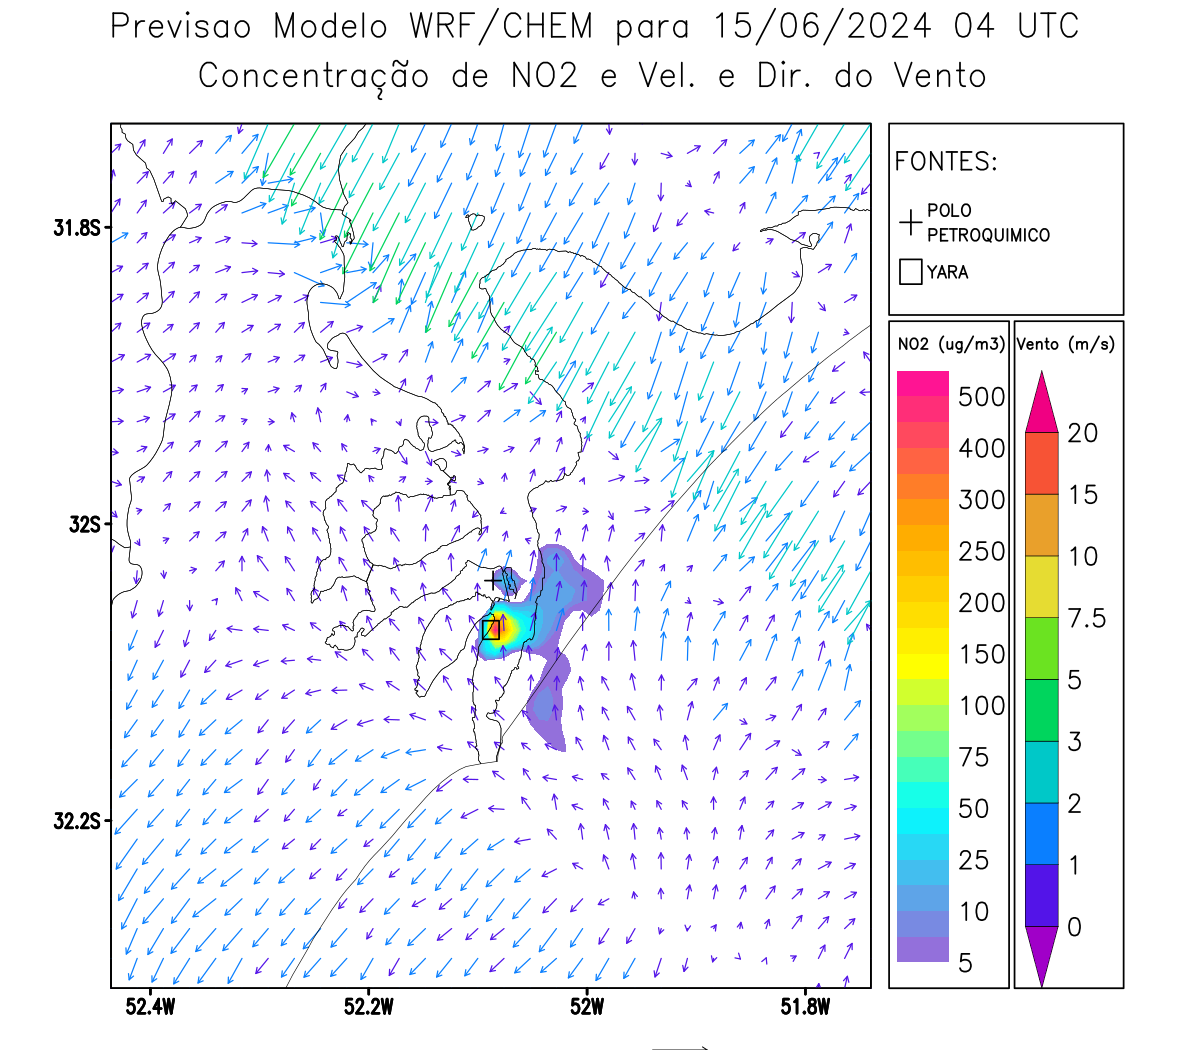 Previsao Modelo WRF/CHEM para 15/06/2024 04 UTC
Concentração de NO2 e Vel. e Dir. do Vento
FONTES:
POLO
PETROQUIMICO
YARA
NO2 (ug/m3)
500
400
300
250
200
150
100
75
50
25
10
5
Vento (m/s)
20
15
10
7.5
5
3
2
1
0
31.8S
32S
32.2S
52.4W
52.2W
52W
51.8W